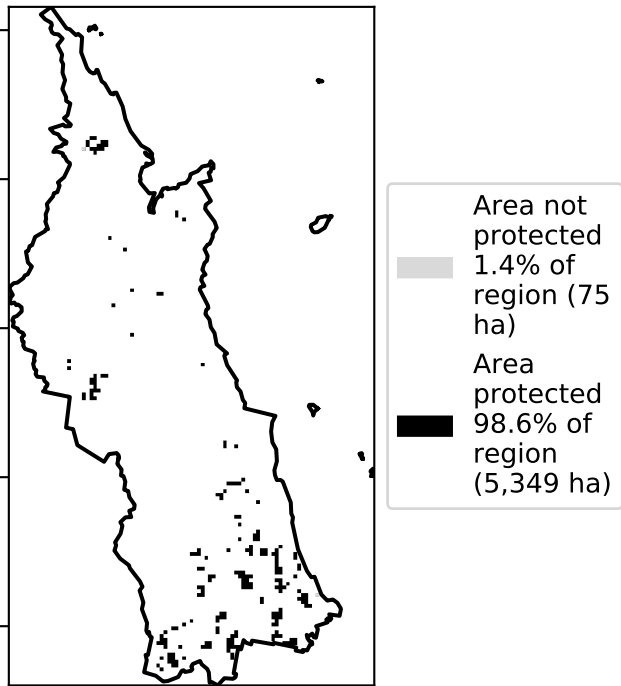 Area not
protected
1.4% of
region (75
ha)
Area
protected
98.6% of
region
(5,349 ha)